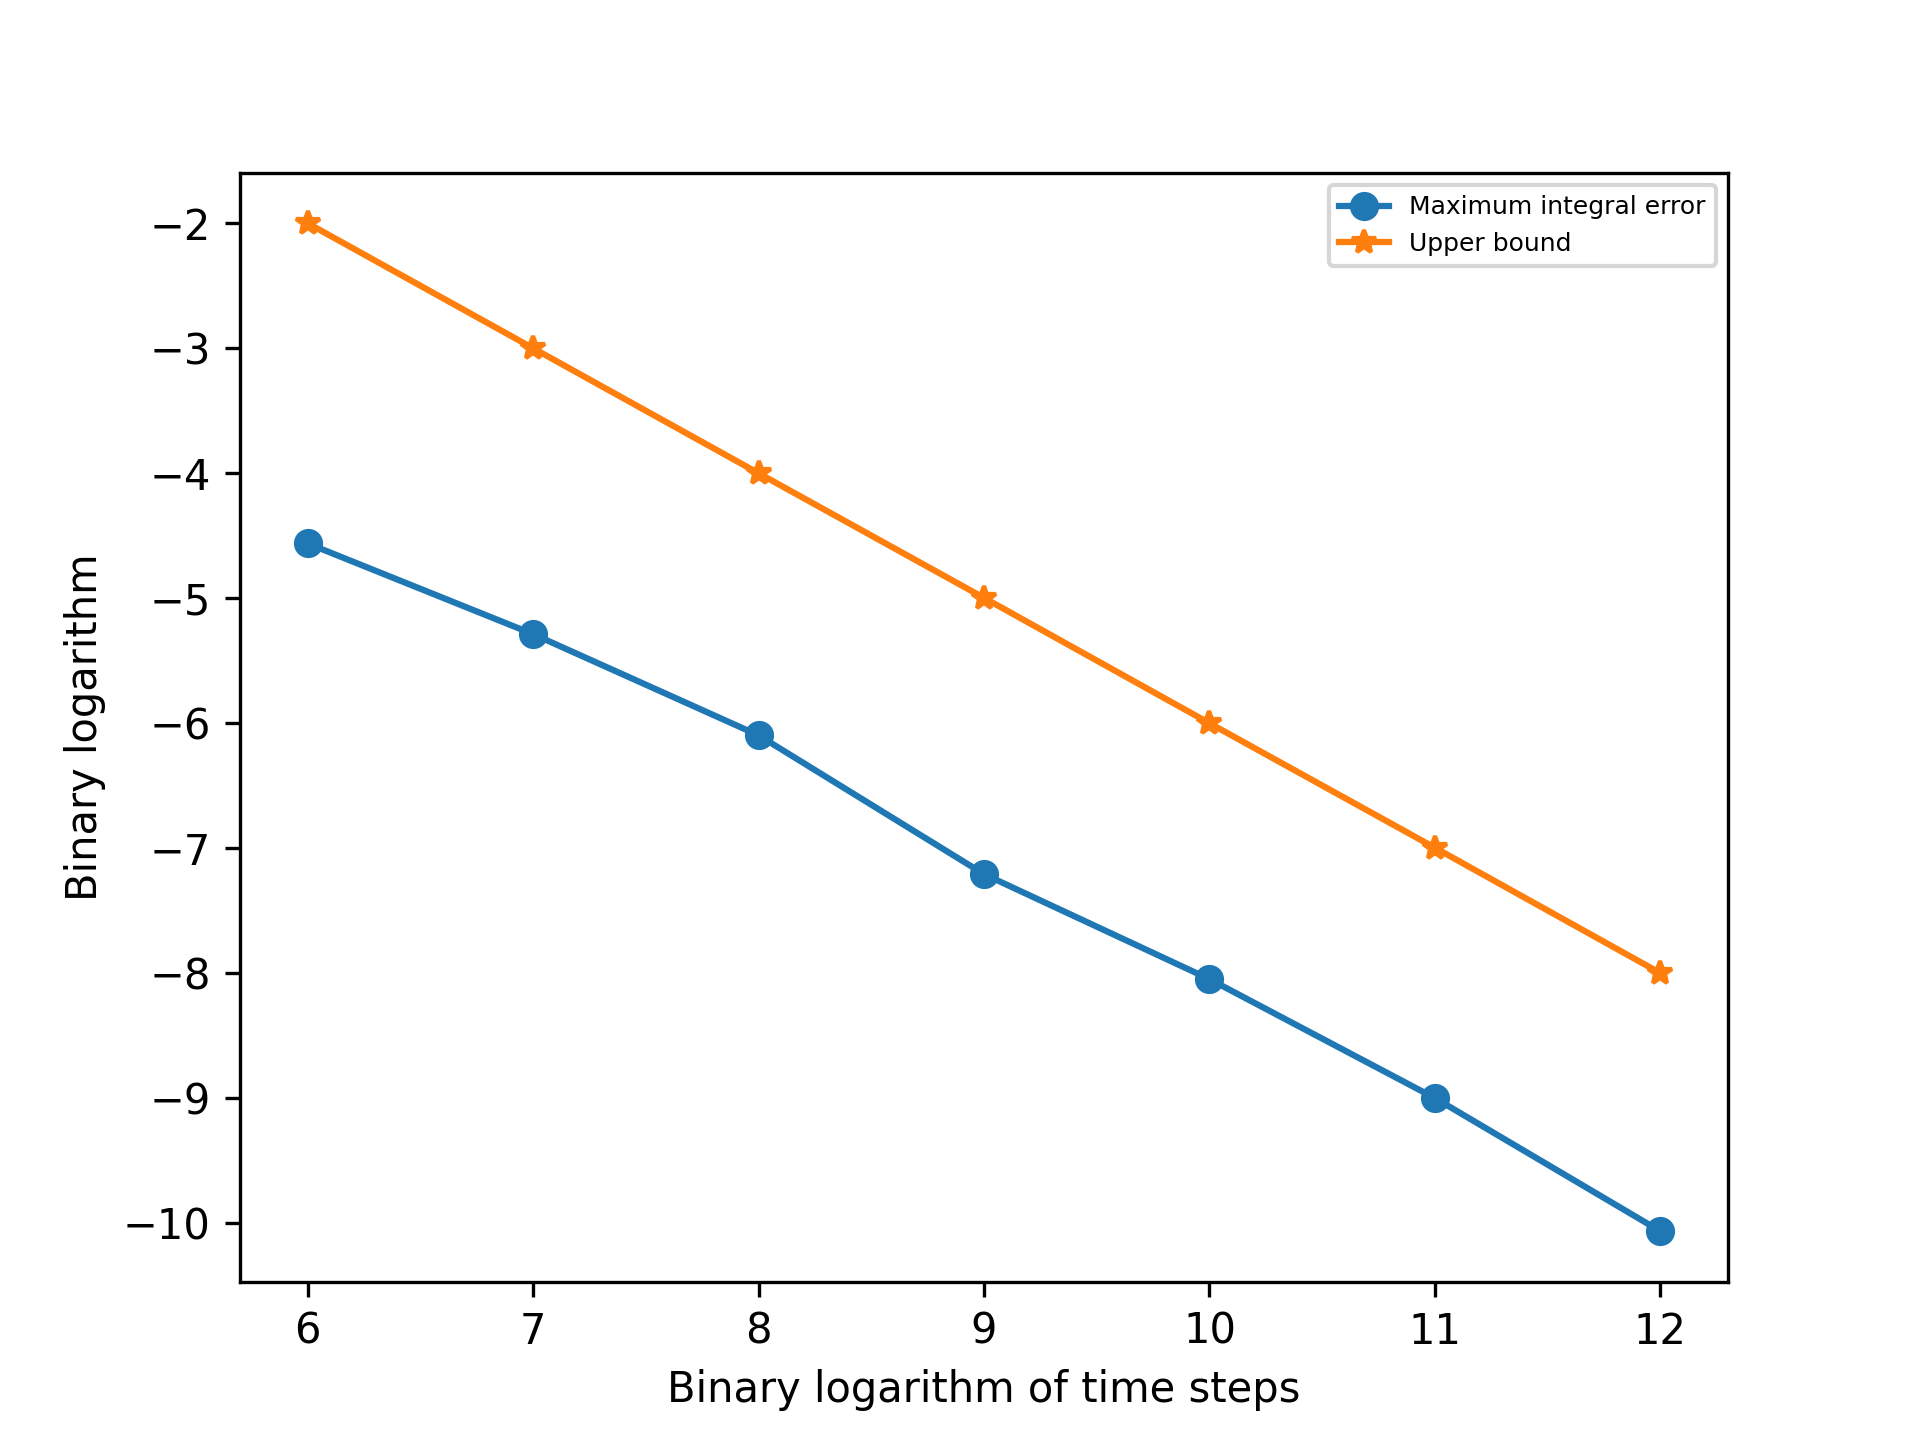 Maximum integral error
Upper bound
−2
−3
−4
−5
−6
−7
−8
−9
−10
Binary logarithm
6 7 8 9 10 11 12
Binary logarithm of time steps